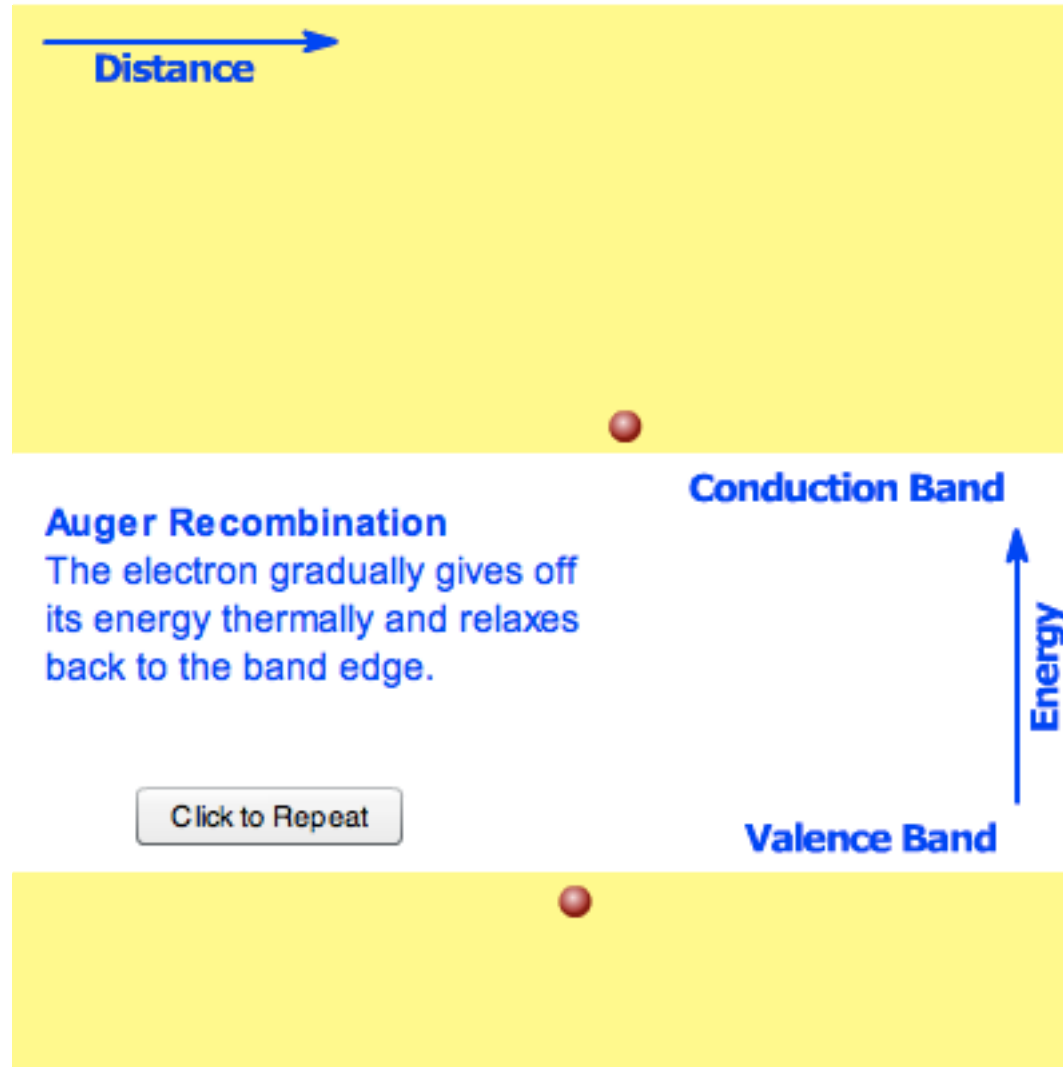 Distance
Conduction Band
Auger Recombination
The electron gradually gives off
its energy thermally and relaxes
back to the band edge.
Energy
Click to Repeat
Valence Band